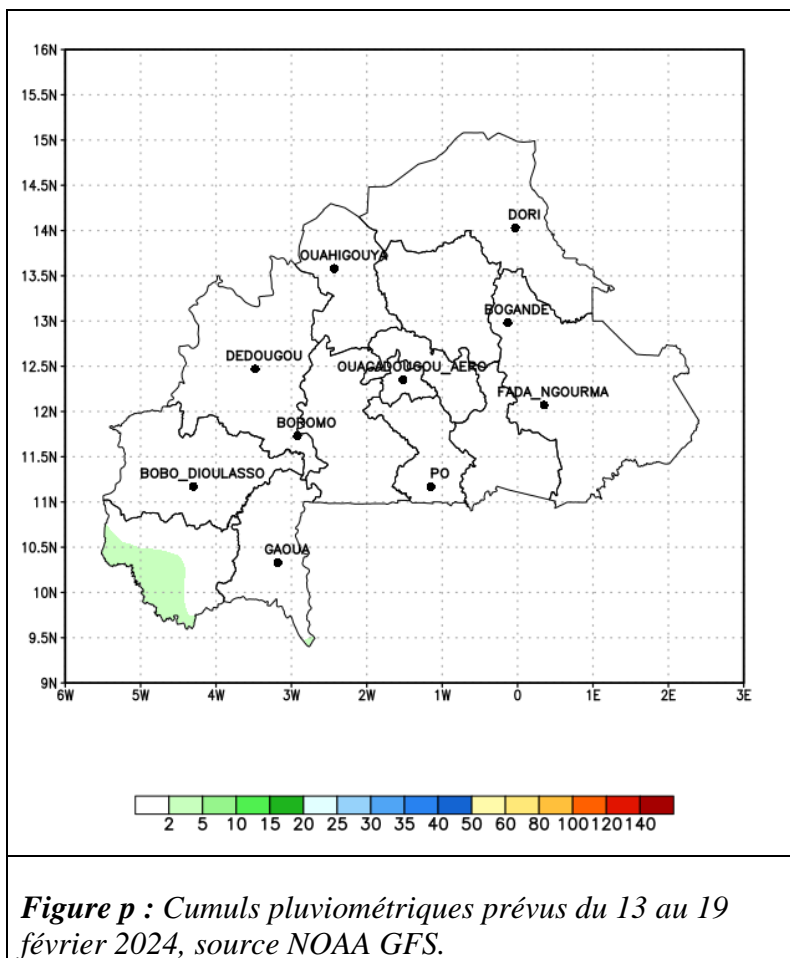 16N
15.5N
15N
14.5N
14N
13.5N
13N
12.5N
12N
11.5N
11N
10.5N
10N
9.5N
9N
DORI
OUAHIGOUYA
BOGANDE
DEDOUGOU
OUAGADOUGOU_AERO
FADA_NGOURMA
BOROMO
BOBO_DIOULASSO
PO
GAOUA
6W 5W 4W 3W 2W 1W 0 1E 2E 3E
2 5 10 15 20 25 30 35 40 50 60 80 100 120 140
Figure p : Cumuls pluviométriques prévus du 13 au 19
février 2024, source NOAA GFS.